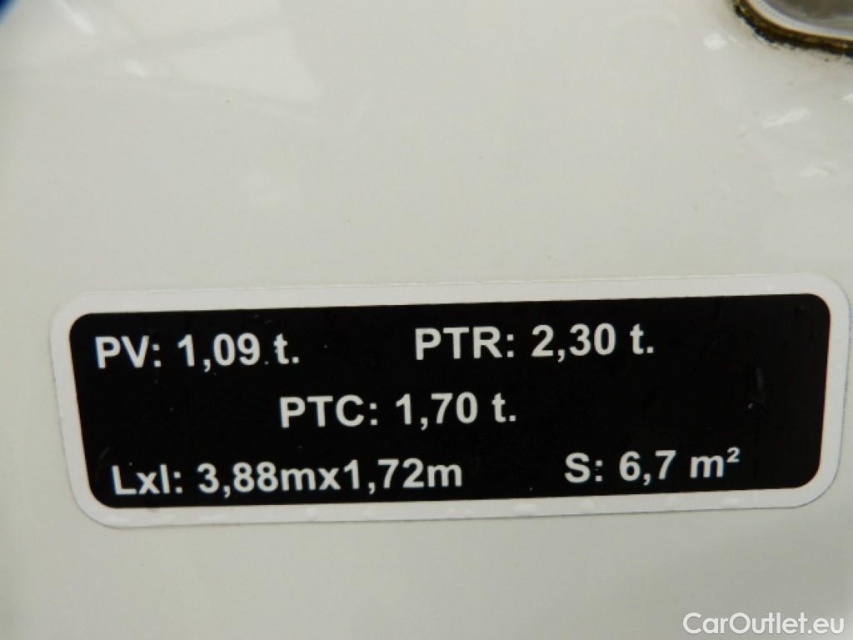 PV: 1,09 t. PTR: 2,30 t.
PTC: 1,70 t.
Lxl: 3,88mx1,72m S: 6,7 m²
CarOutlet.eu